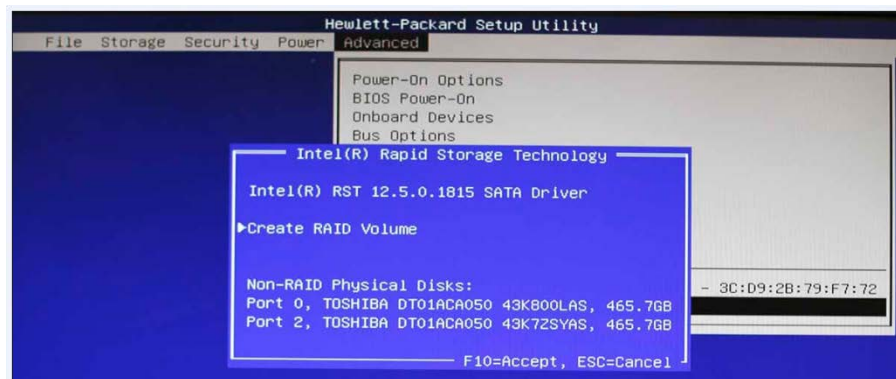 Hewlett-Packard Setup Utility
File Storage Security Power Advanced
Power-On Options
BIOS Power-On
Onboard Devices
Bus Options
Intel(R) Rapid Storage Technology
Intel(R) RST 12.5.0.1815 SATA Driver
Create RAID Volume
Non-RAID Physical Disks:
- 3C:D9:2B:79:F7:72
Port 0, TOSHIBA DT01ACA050 43K800LAS, 465.7GB
Port 2, TOSHIBA DT01ACA050 43K7ZSYAS, 465.7GB
F10=Accept, ESC=Cancel